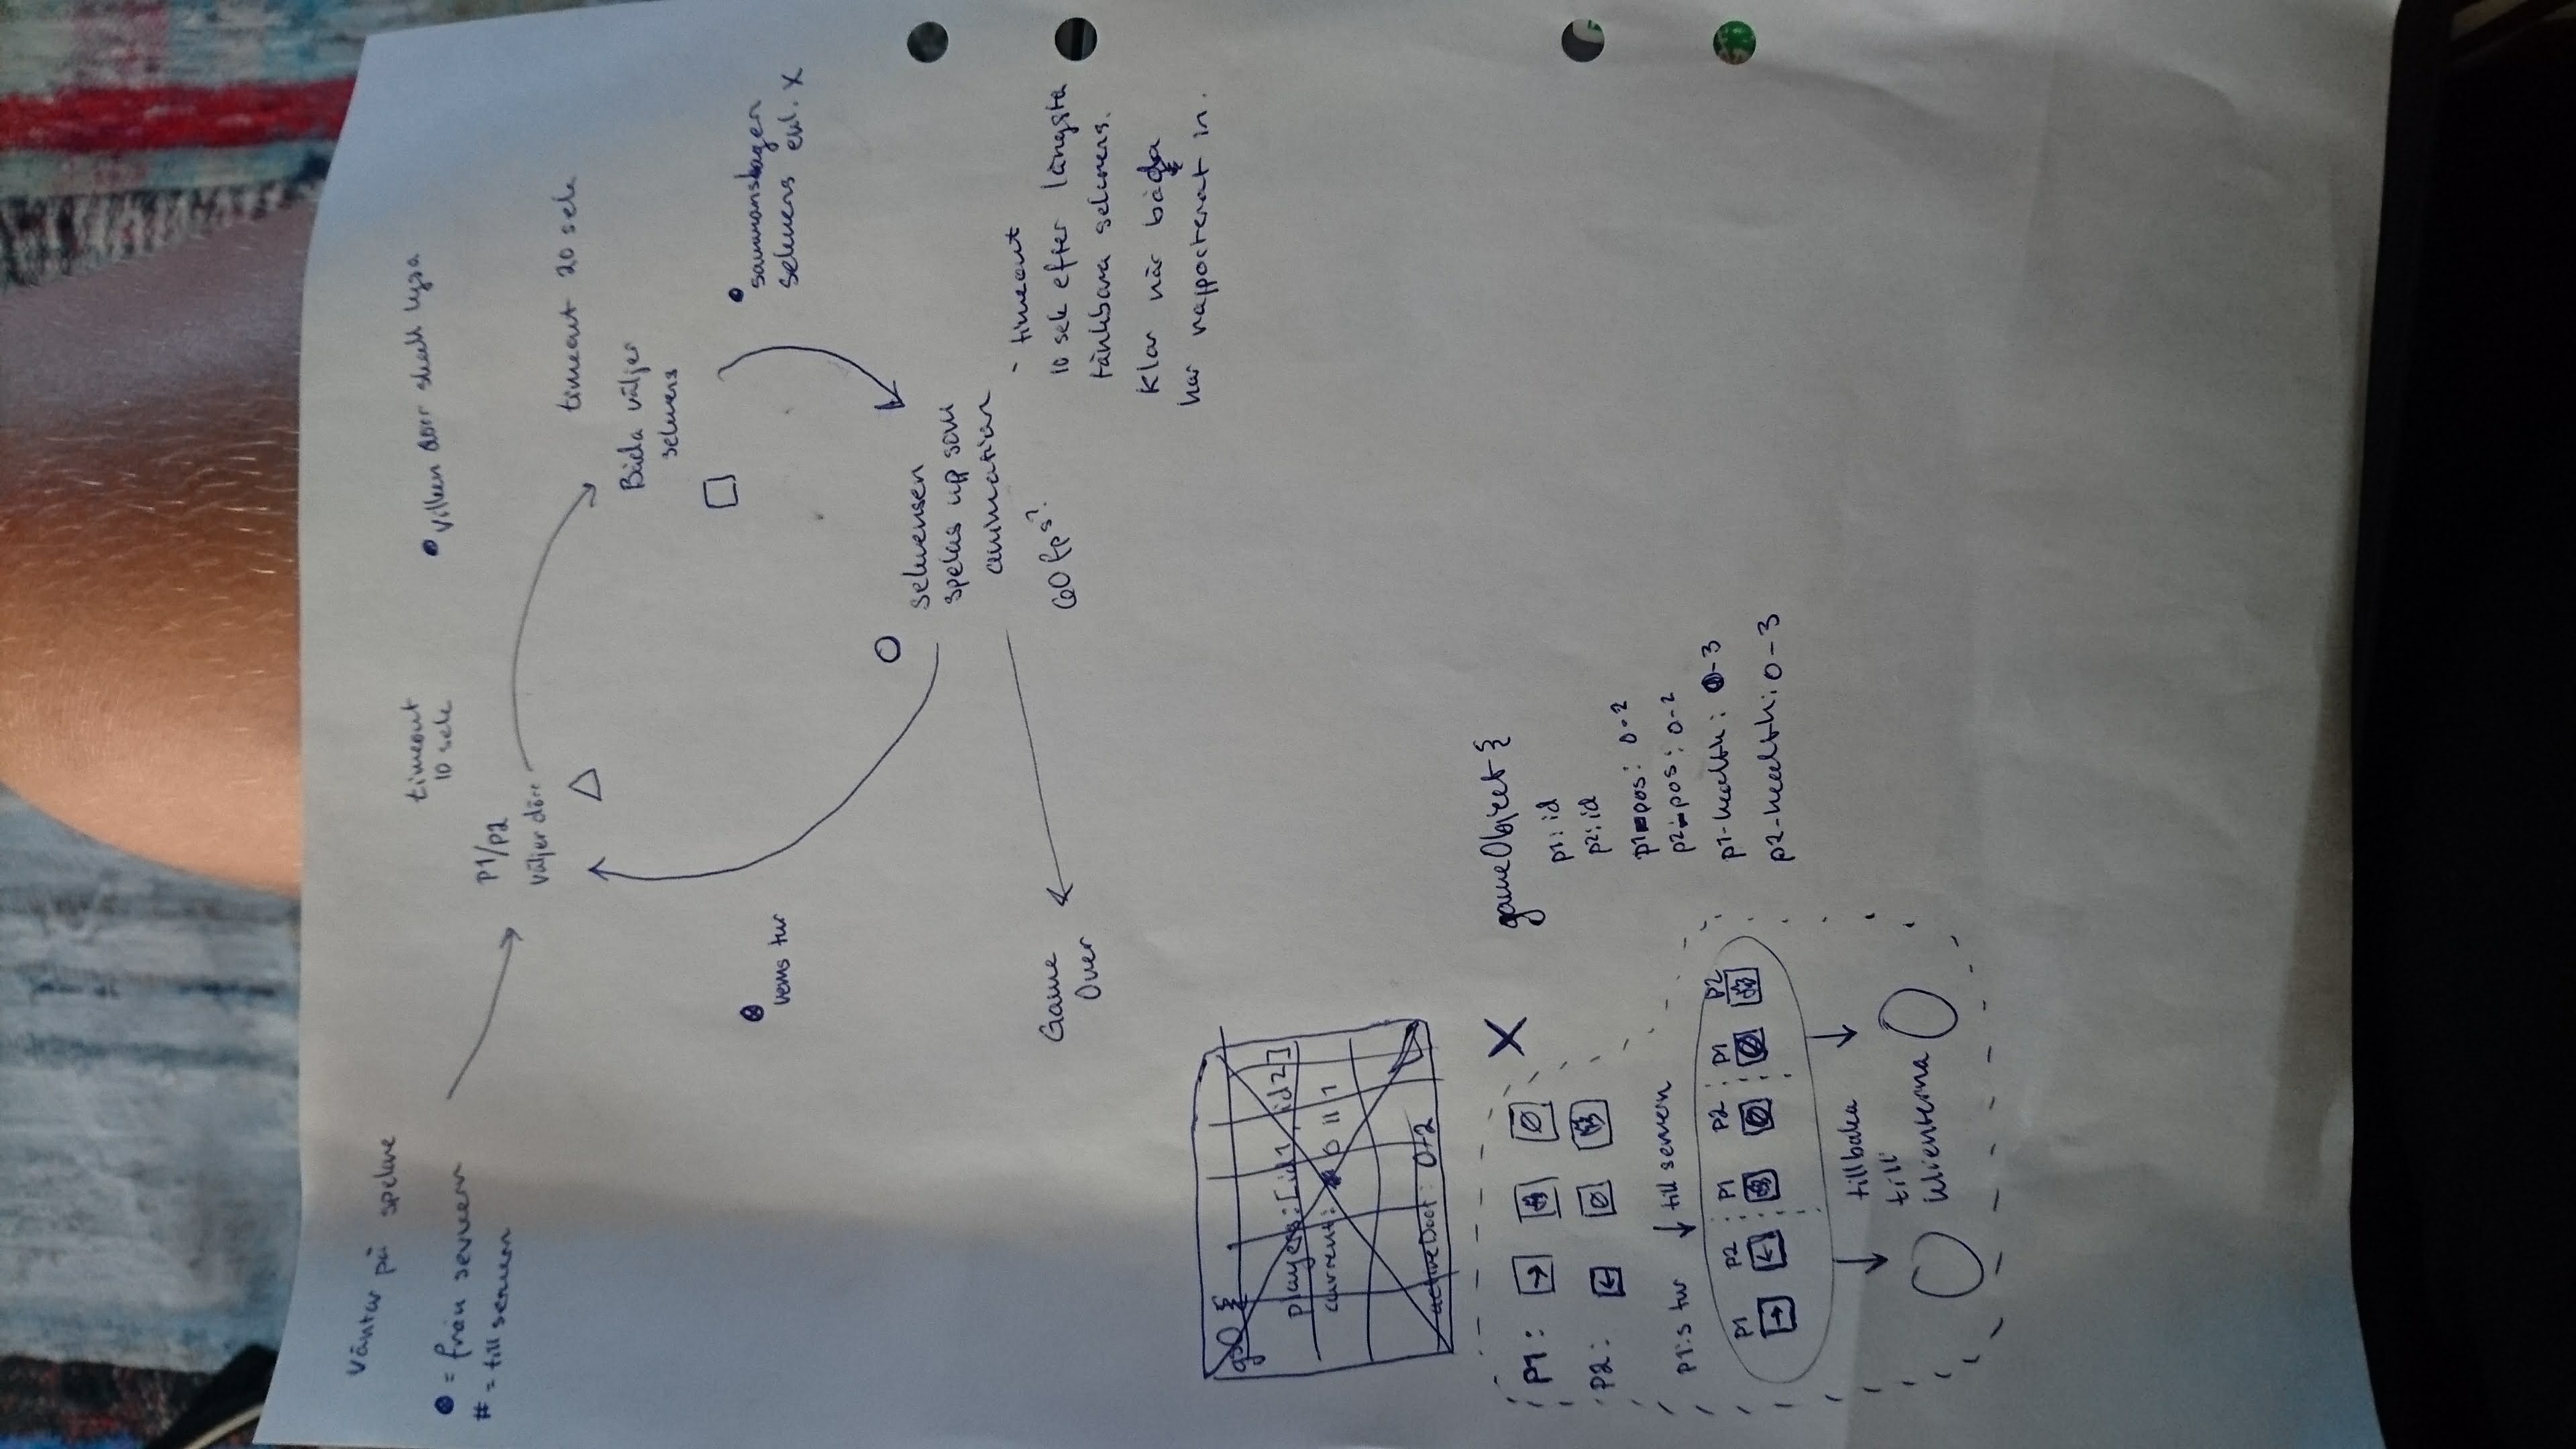 Väntar på spelare
● = från servern
# = till servern
timeout
10 sek
● vilken dörr skall lysa
P1/P2
väljer dörr
timeout 20 sek
Båda väljer
sekvens
● sammanslagen
sekvens enl. X
vems tur
sekvensen
spelas upp som
animation
60 fps?
Game
Over
- timeout
10 sek efter längsta
tänkbara sekvens.
Klar när båda
har rapporterat in.
gsO {
players: [id1, id2]
current: 0 || 1
activeDoor: 0-2
X
P1: → Ø
P2: ← Ø
P1:s tur ↓ till servern
P1 P2 P1 P2 P1 P2
→ ← Ø Ø
tillbaka
till
klienterna
gameObject {
p1: id
p2: id
p1-pos: 0-2
p2-pos: 0-2
p1-health: 0-3
p2-health: 0-3